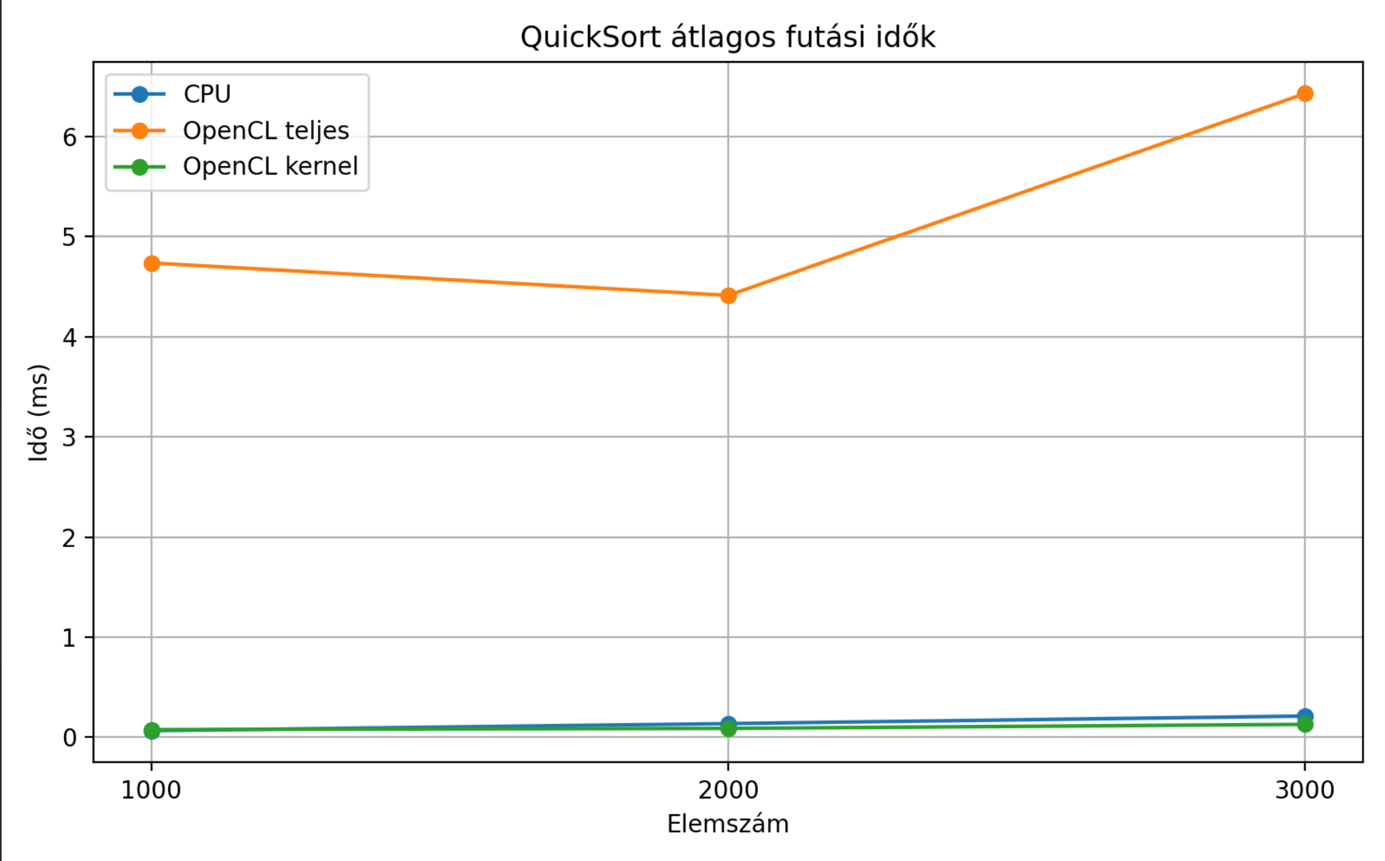 QuickSort átlagos futási idők
CPU
OpenCL teljes
OpenCL kernel
6
5
4
3
2
1
0
Idő (ms)
1000 2000 3000
Elemszám